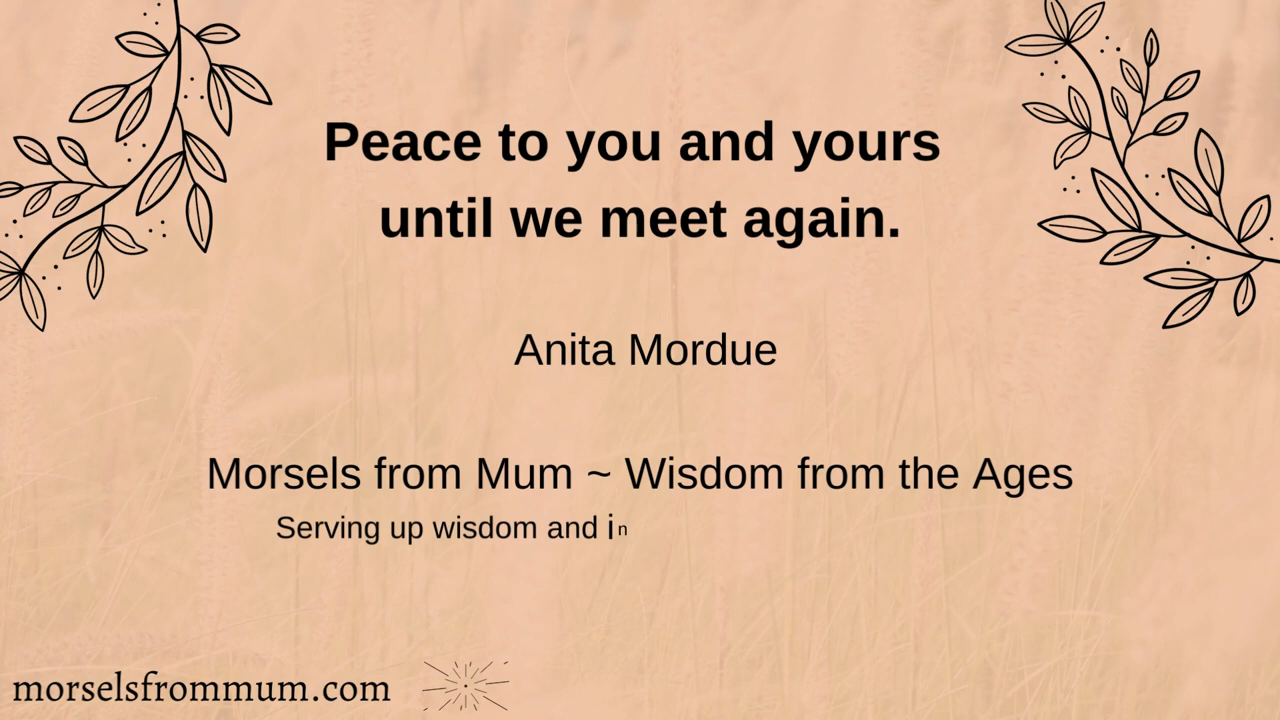 Peace to you and yours
until we meet again.
Anita Mordue
Morsels from Mum ~ Wisdom from the Ages
Serving up wisdom and in
morselsfrommum.com